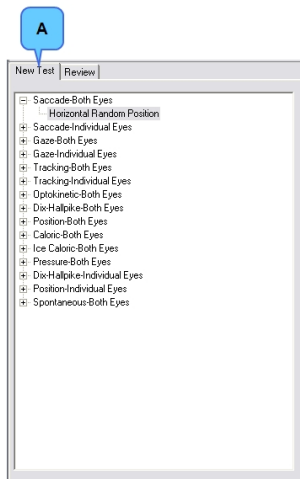 A
New Test Review
Saccade-Both Eyes
Horizontal Random Position
Saccade-Individual Eyes
Gaze-Both Eyes
Gaze-Individual Eyes
Tracking-Both Eyes
Tracking-Individual Eyes
Optokinetic-Both Eyes
Dix-Hallpike-Both Eyes
Position-Both Eyes
Caloric-Both Eyes
Ice Caloric-Both Eyes
Pressure-Both Eyes
Dix-Hallpike-Individual Eyes
Position-Individual Eyes
Spontaneous-Both Eyes